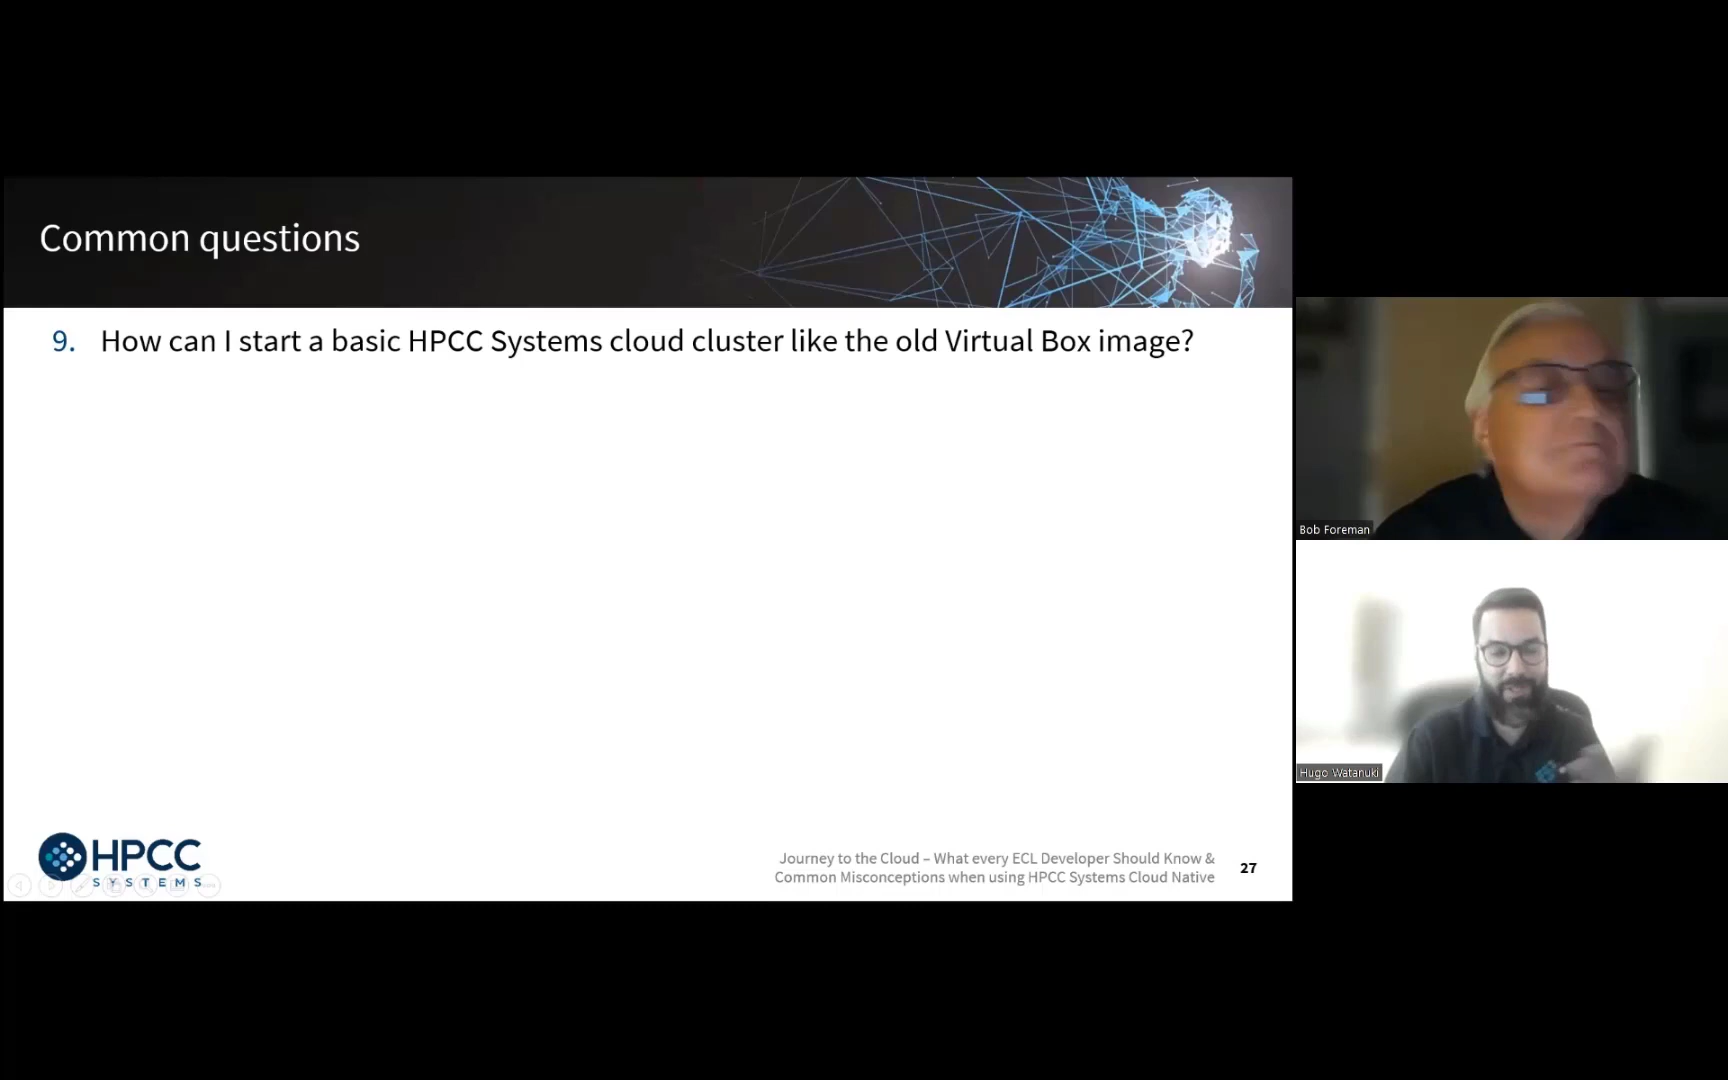 Common questions
9. How can I start a basic HPCC Systems cloud cluster like the old Virtual Box image?
Bob Foreman
Hugo Watanuki
HPCC
SYSTEMS
Journey to the Cloud – What every ECL Developer Should Know &
Common Misconceptions when using HPCC Systems Cloud Native
27